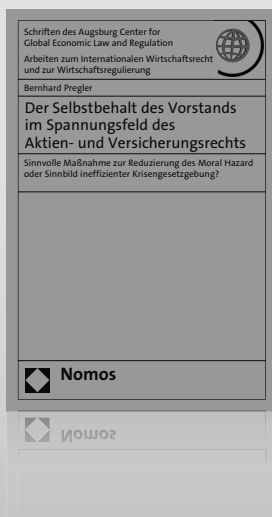 Schriften des Augsburg Center for
Global Economic Law and Regulation
Arbeiten zum Internationalen Wirtschaftsrecht
und zur Wirtschaftsregulierung
Bernhard Pregler
Der Selbstbehalt des Vorstands
im Spannungsfeld des
Aktien- und Versicherungsrechts
Sinnvolle Maßnahme zur Reduzierung des Moral Hazard
oder Sinnbild ineffizienter Krisengesetzgebung?
Nomos
Nomos